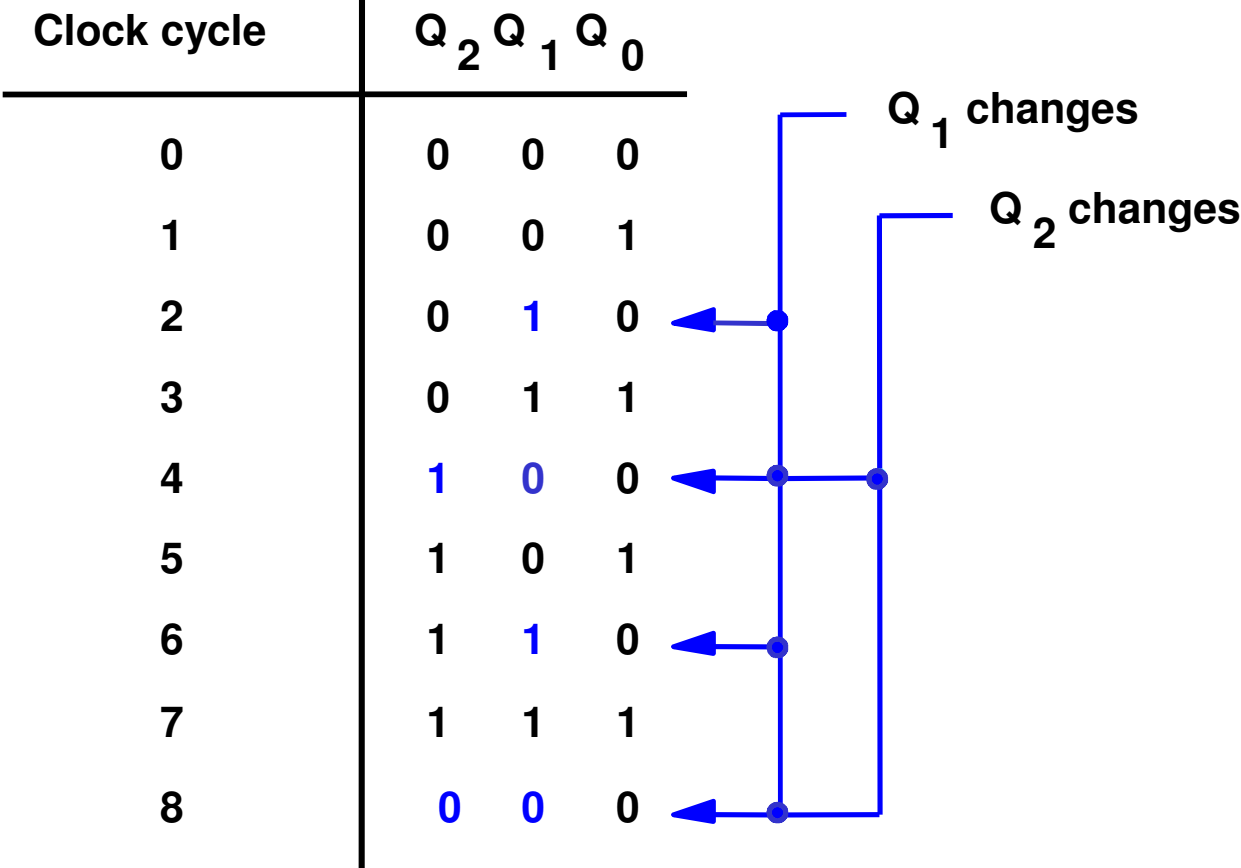 Clock cycle Q2 Q1 Q0
Q1 changes
0 0 0 0
Q2 changes
1 0 0 1
2 0 1 0
3 0 1 1
4 1 0 0
5 1 0 1
6 1 1 0
7 1 1 1
8 0 0 0